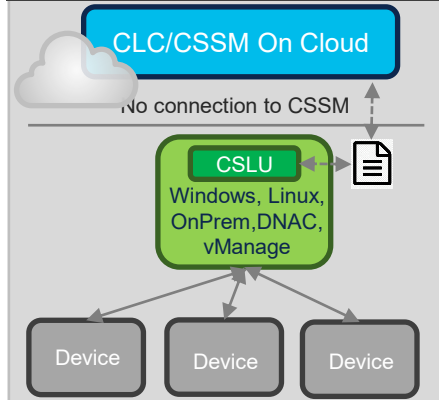 CLC/CSSM On Cloud
No connection to CSSM
CSLU
Windows, Linux,
OnPrem,DNAC,
vManage
Device
Device
Device